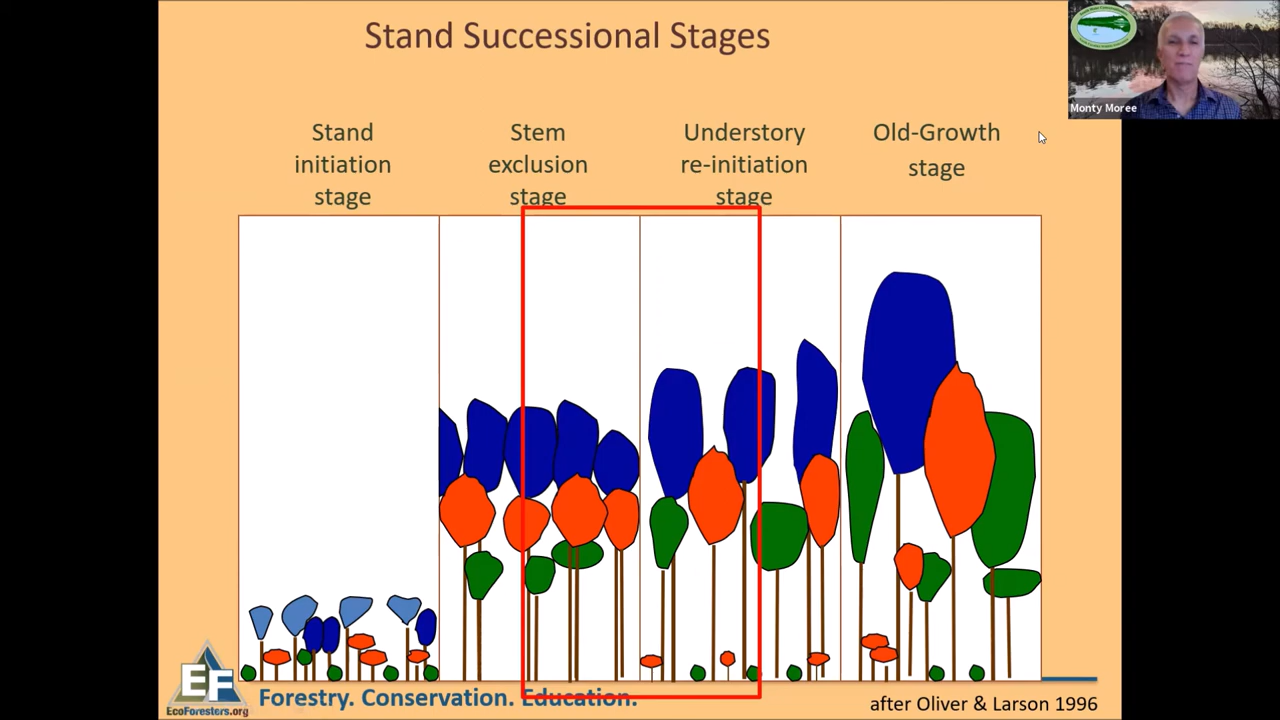 Stand Successional Stages
Monty Moree
Stand
initiation
stage
Stem
exclusion
stage
Understory
re-initiation
stage
Old-Growth
stage
EF
EcoForesters.org
Forestry. Conservation. Education.
after Oliver & Larson 1996